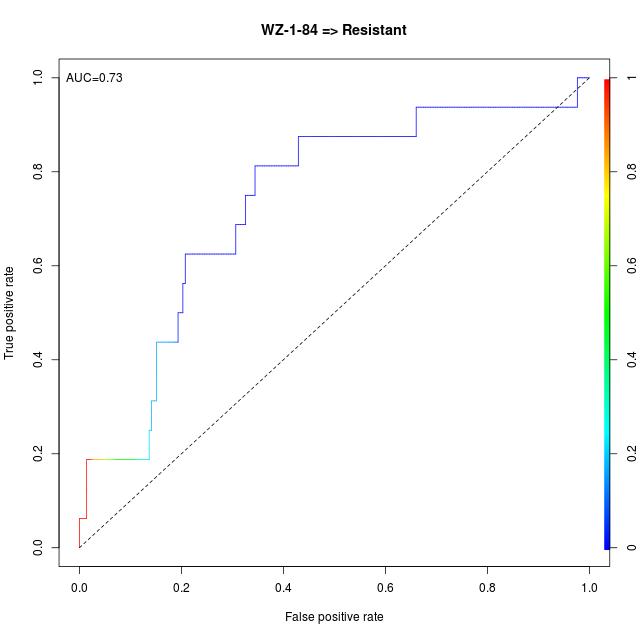 WZ-1-84 => Resistant
AUC=0.73
True positive rate
1.0
0.8
0.6
0.4
0.2
0.0
0.0 0.2 0.4 0.6 0.8 1.0
False positive rate
1
0.8
0.6
0.4
0.2
0